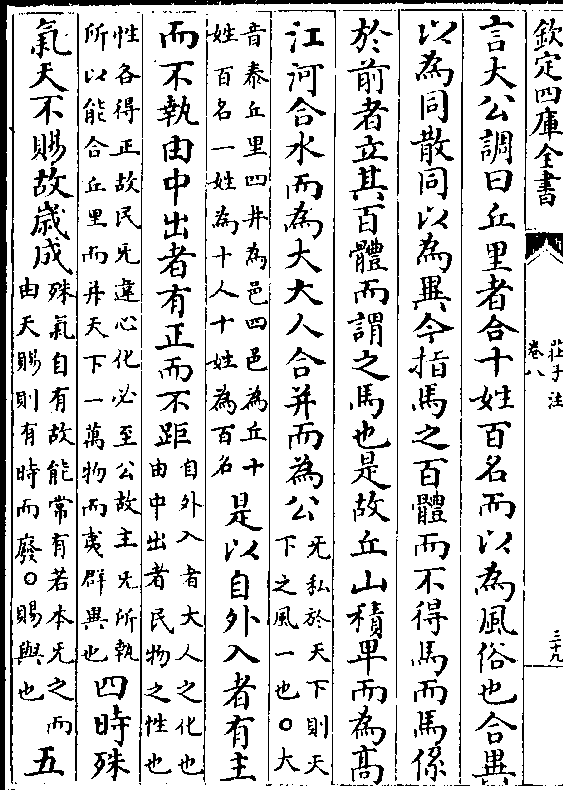 欽定四庫全書
莊子注
卷八
三十九
言大公調曰丘里者合十姓百名而以為風俗也合異
以為同散同以為異今指馬之百體而不得馬而馬係
於前者立其百體而謂之馬也是故丘山積卑而為髙
江河合水而為大大人合并而為公
无私於天下則天
下之風一也○大
音泰丘里四井為邑四邑為丘十
姓百名一姓為十人十姓為百名
是以自外入者有主
而不執由中出者有正而不距
自外入者大人之化也
由中出者民物之性也
性各得正故民无違心化必至公故主无所執
所以能合丘里而并天下一萬物而夷群異也
四時殊
氣天不賜故歲成
殊氣自有故能常有若本无之而
由天賜則有時而廢○賜與也
五